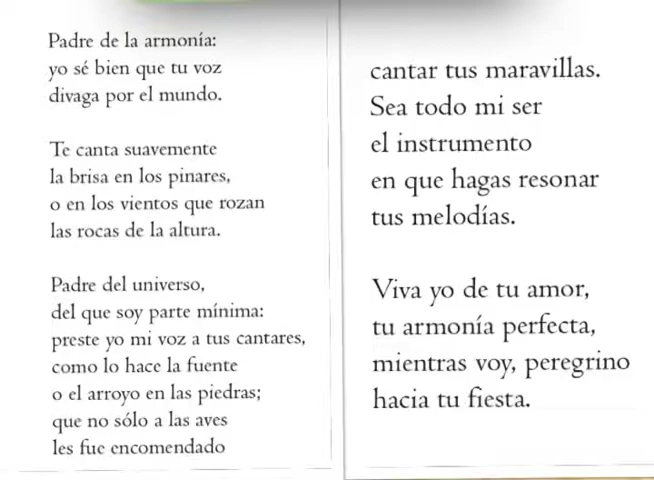 Padre de la armonía:
yo sé bien que tu voz
divaga por el mundo.
Te canta suavemente
la brisa en los pinares,
o en los vientos que rozan
las rocas de la altura.
Padre del universo,
del que soy parte mínima:
preste yo mi voz a tus cantares,
como lo hace la fuente
o el arroyo en las piedras;
que no sólo a las aves
les fue encomendado
cantar tus maravillas.
Sea todo mi ser
el instrumento
en que hagas resonar
tus melodías.
Viva yo de tu amor,
tu armonía perfecta,
mientras voy, peregrino
hacia tu fiesta.